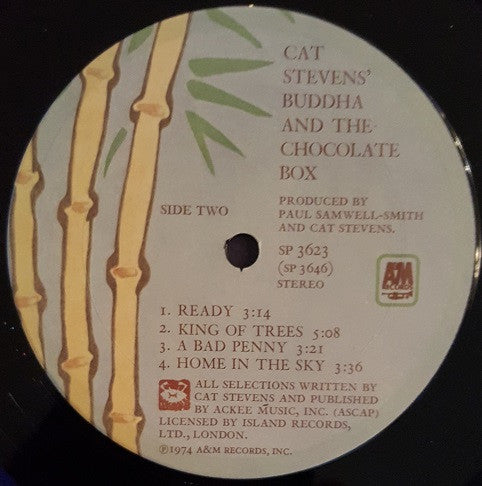 CAT
STEVENS'
BUDDHA
AND THE
CHOCOLATE
BOX
SIDE TWO
PRODUCED BY
PAUL SAMWELL-SMITH
AND CAT STEVENS.
SP 3623
(SP 3646)
STEREO
A&M
RECORDS
1. READY 3:14
2. KING OF TREES 5:08
3. A BAD PENNY 3:21
4. HOME IN THE SKY 3:36
ALL SELECTIONS WRITTEN BY
CAT STEVENS AND PUBLISHED
BY ACKEE MUSIC, INC. (ASCAP)
LICENSED BY ISLAND RECORDS,
LTD., LONDON.
℗1974 A&M RECORDS, INC.